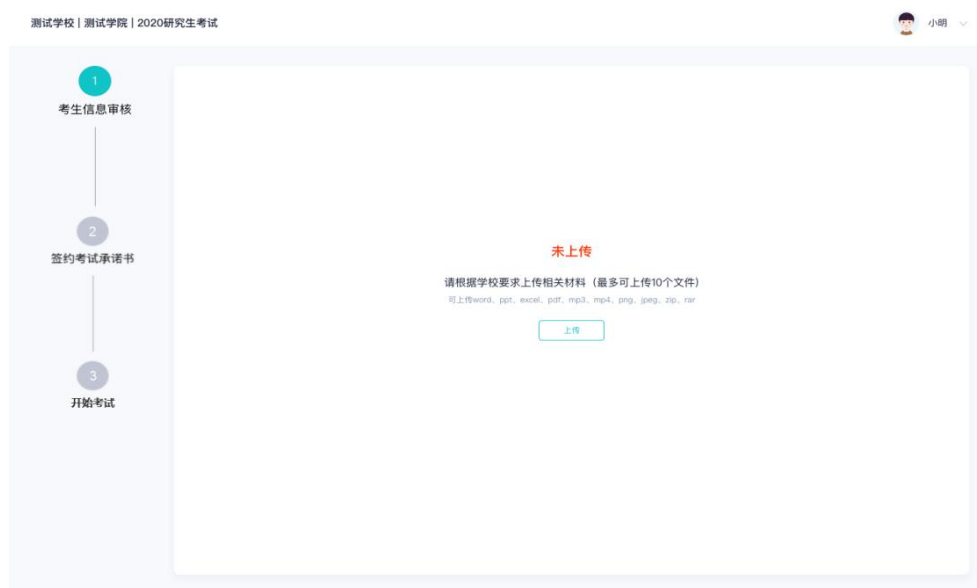 测试学校 | 测试学院 | 2020研究生考试
小明
1
考生信息审核
2
签约考试承诺书
3
开始考试
未上传
请根据学校要求上传相关材料（最多可上传10个文件）
可上传word、ppt、excel、pdf、mp3、mp4、png、jpeg、zip、rar
上传